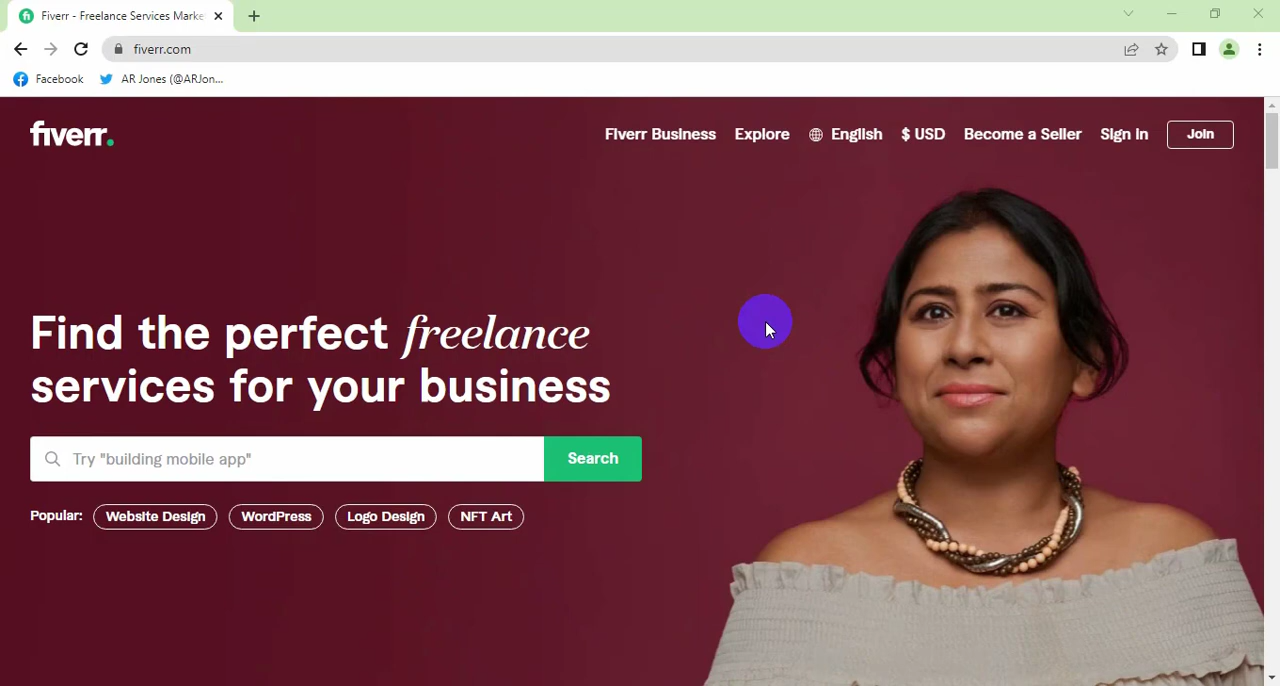 Fiverr - Freelance Services Marke
fiverr.com
Facebook
AR Jones (@ARJon...
fiverr.
Fiverr Business
Explore
English
$ USD
Become a Seller
Sign in
Join
Find the perfect freelance
services for your business
Try "building mobile app"
Search
Popular:
Website Design
WordPress
Logo Design
NFT Art